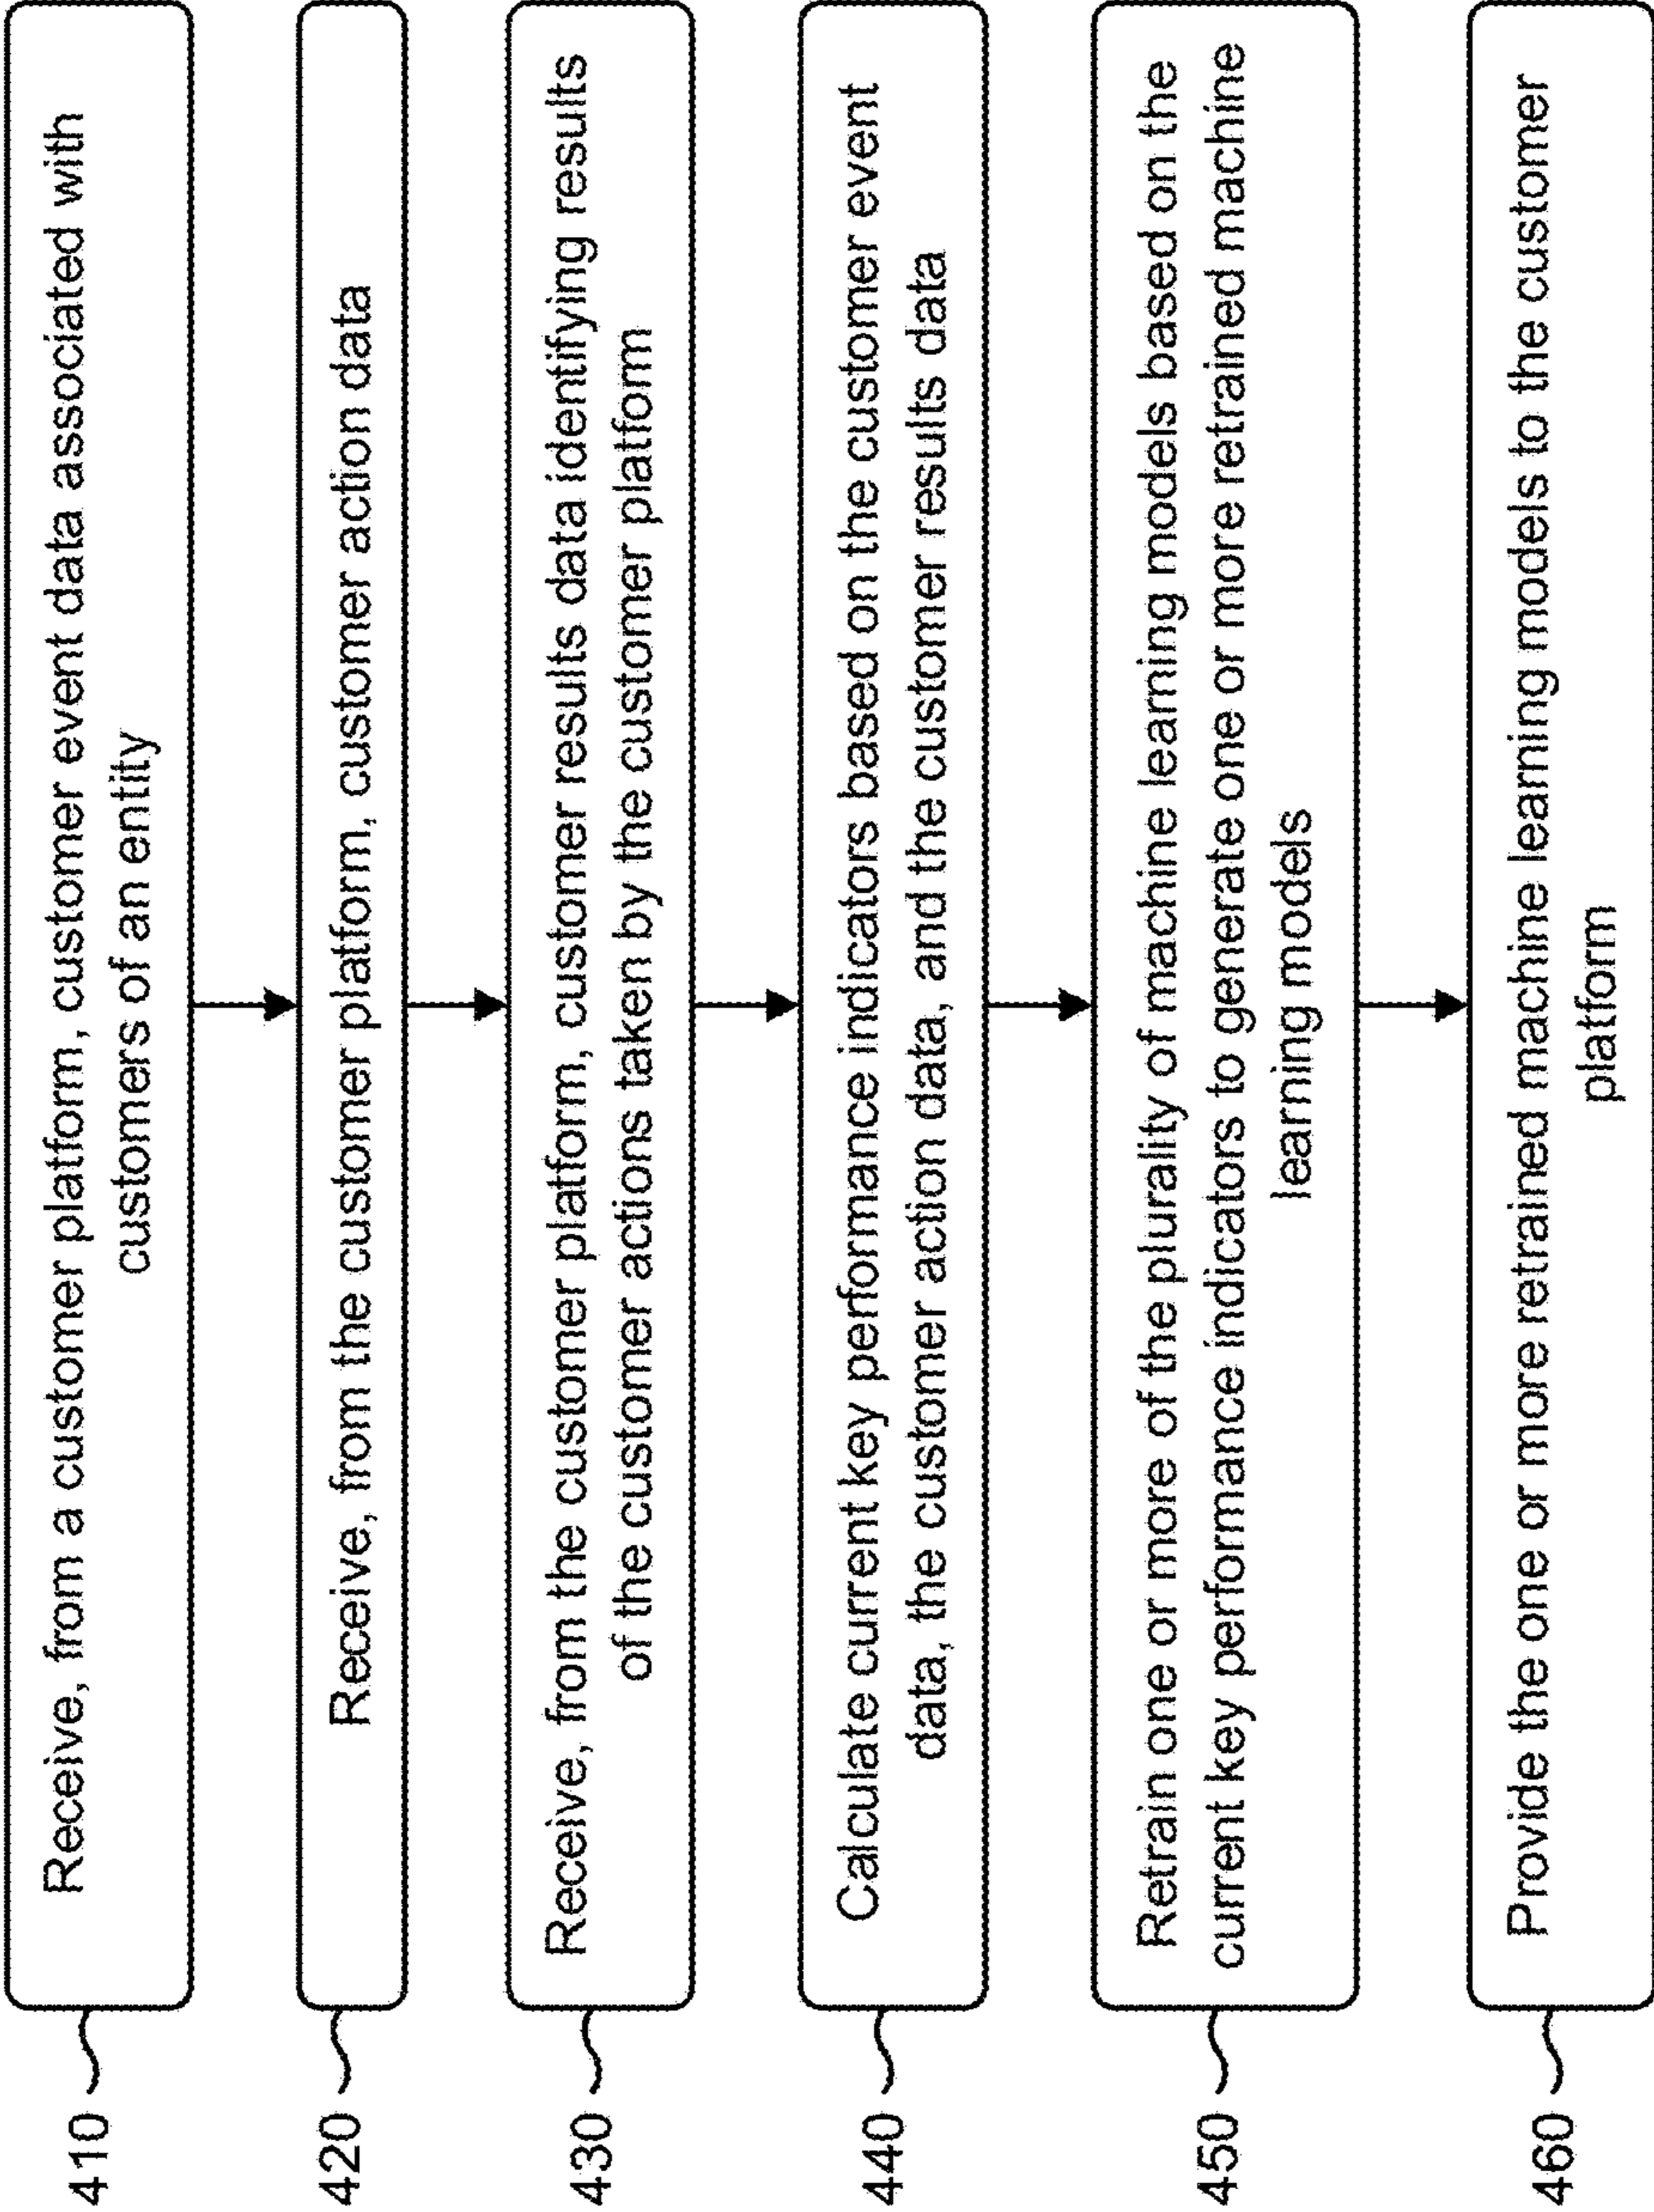 410
Receive, from a customer platform, customer event data associated with
customers of an entity
420
Receive, from the customer platform, customer action data
430
Receive, from the customer platform, customer results data identifying results
of the customer actions taken by the customer platform
440
Calculate current key performance indicators based on the customer event
data, the customer action data, and the customer results data
450
Retrain one or more of the plurality of machine learning models based on the
current key performance indicators to generate one or more retrained machine
learning models
460
Provide the one or more retrained machine learning models to the customer
platform